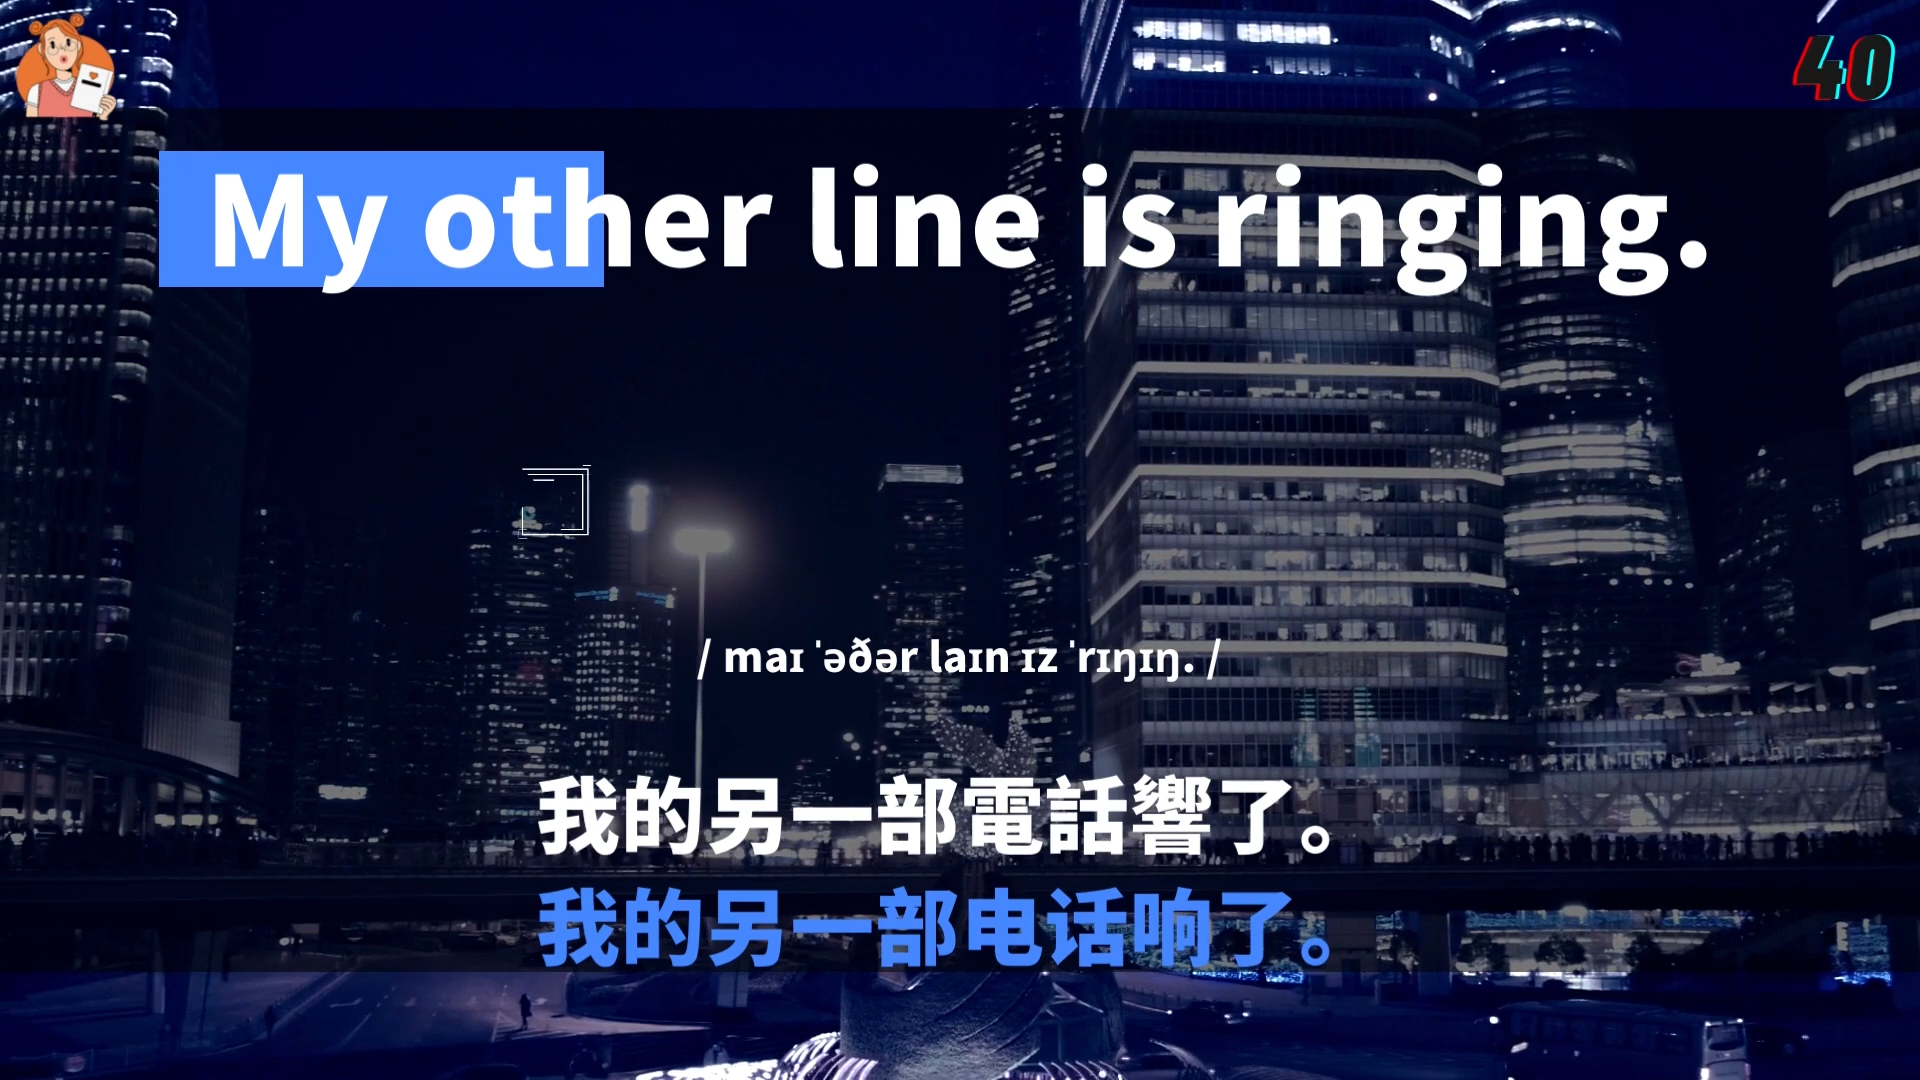 40
My other line is ringing.
/ maɪ ˈəðər laɪn ɪz ˈrɪŋɪŋ. /
我的另一部電話響了。
我的另一部电话响了。